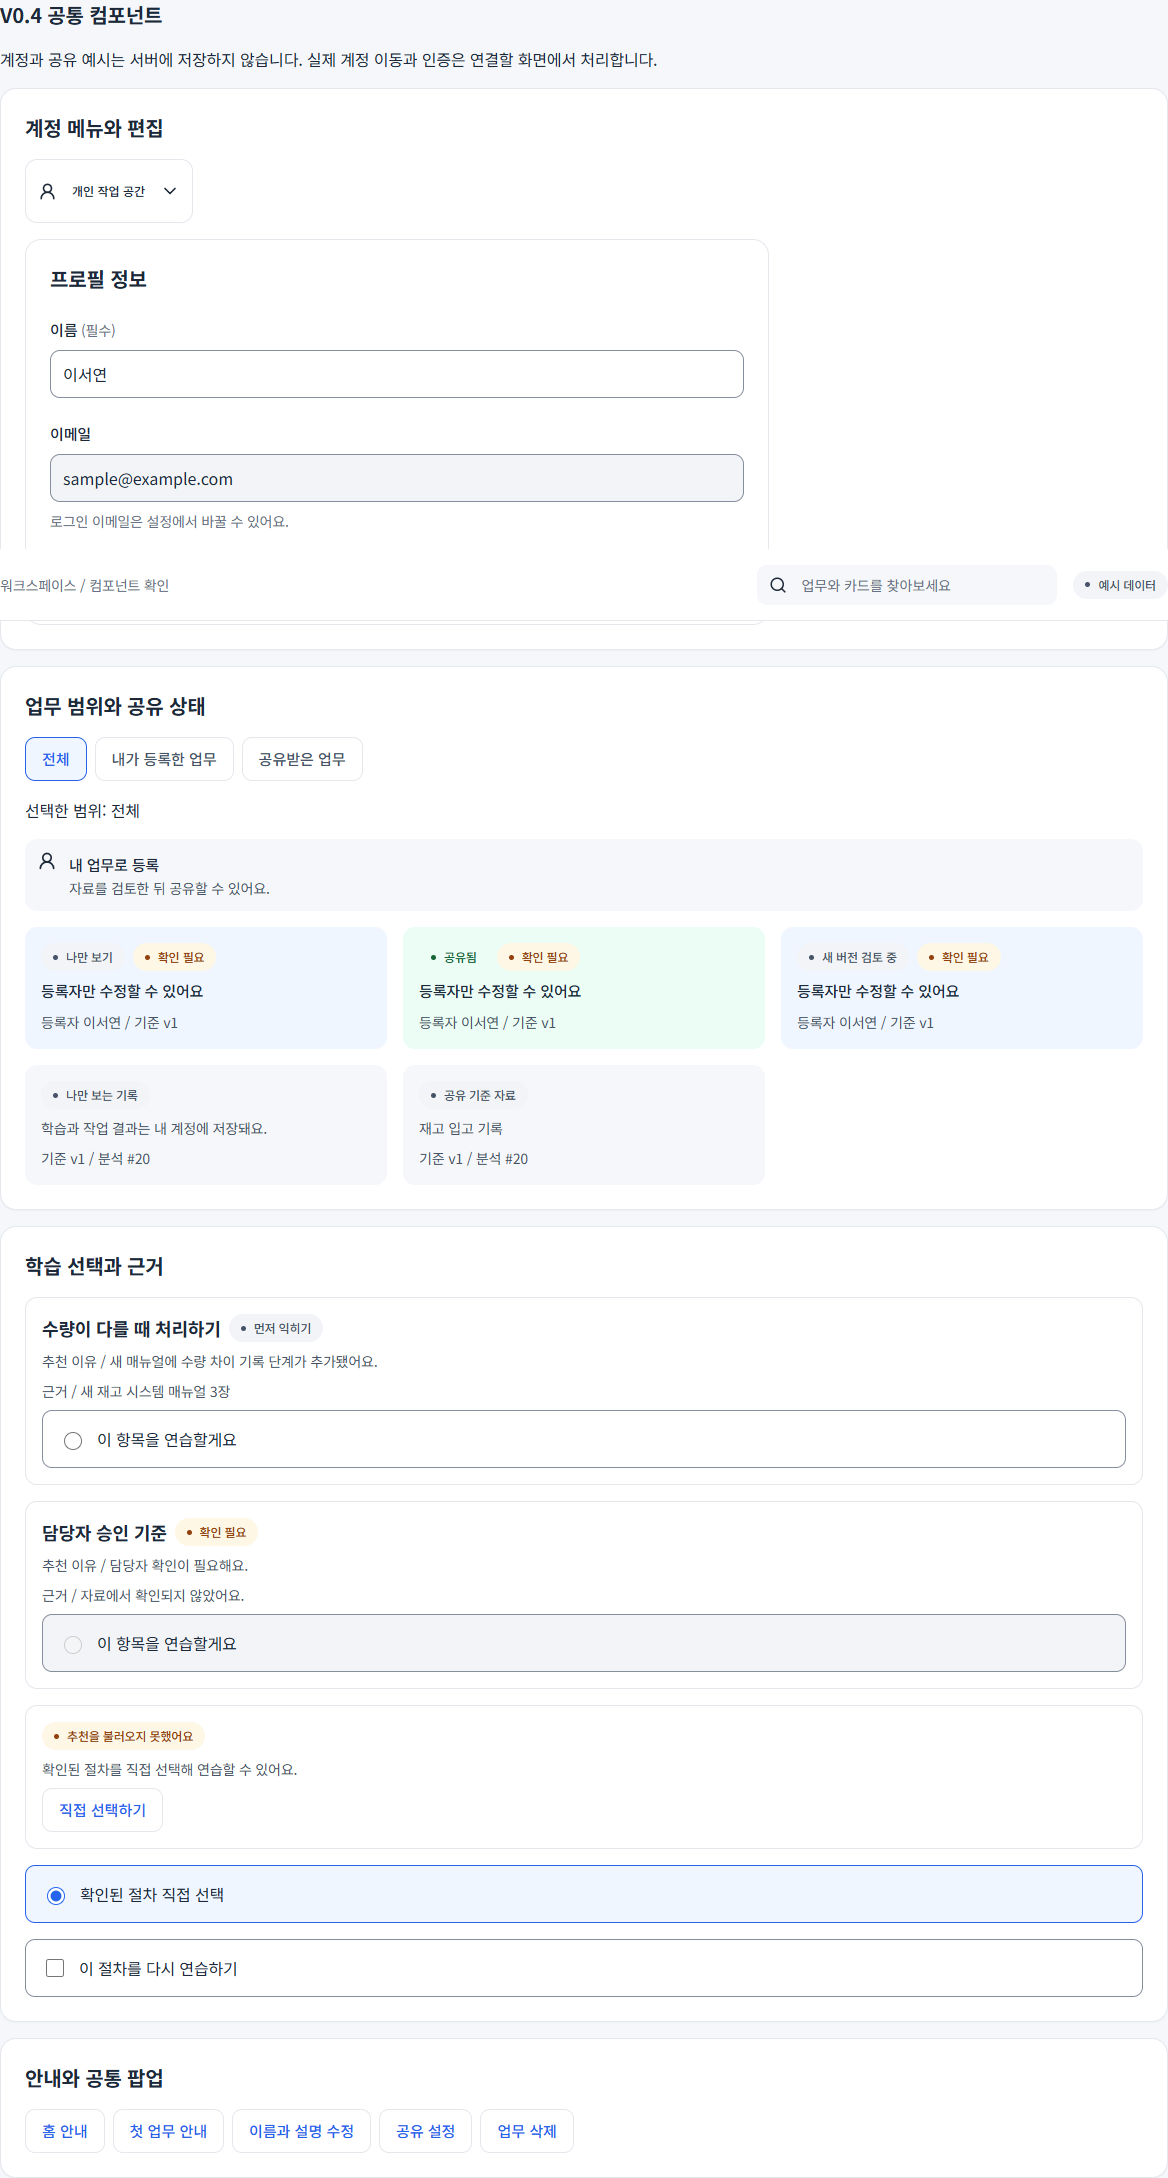 V0.4 공통 컴포넌트
계정과 공유 예시는 서버에 저장하지 않습니다. 실제 계정 이동과 인증은 연결할 화면에서 처리합니다.
계정 메뉴와 편집
개인 작업 공간
프로필 정보
이름 (필수)
이서연
이메일
sample@example.com
로그인 이메일은 설정에서 바꿀 수 있어요.
워크스페이스 / 컴포넌트 확인
업무와 카드를 찾아보세요
예시 데이터
업무 범위와 공유 상태
전체
내가 등록한 업무
공유받은 업무
선택한 범위: 전체
내 업무로 등록
자료를 검토한 뒤 공유할 수 있어요.
나만 보기
확인 필요
등록자만 수정할 수 있어요
등록자 이서연 / 기준 v1
공유됨
확인 필요
등록자만 수정할 수 있어요
등록자 이서연 / 기준 v1
새 버전 검토 중
확인 필요
등록자만 수정할 수 있어요
등록자 이서연 / 기준 v1
나만 보는 기록
학습과 작업 결과는 내 계정에 저장돼요.
기준 v1 / 분석 #20
공유 기준 자료
재고 입고 기록
기준 v1 / 분석 #20
학습 선택과 근거
수량이 다를 때 처리하기
먼저 익히기
추천 이유 / 새 매뉴얼에 수량 차이 기록 단계가 추가됐어요.
근거 / 새 재고 시스템 매뉴얼 3장
이 항목을 연습할게요
담당자 승인 기준
확인 필요
추천 이유 / 담당자 확인이 필요해요.
근거 / 자료에서 확인되지 않았어요.
이 항목을 연습할게요
추천을 불러오지 못했어요
확인된 절차를 직접 선택해 연습할 수 있어요.
직접 선택하기
확인된 절차 직접 선택
이 절차를 다시 연습하기
안내와 공통 팝업
홈 안내
첫 업무 안내
이름과 설명 수정
공유 설정
업무 삭제